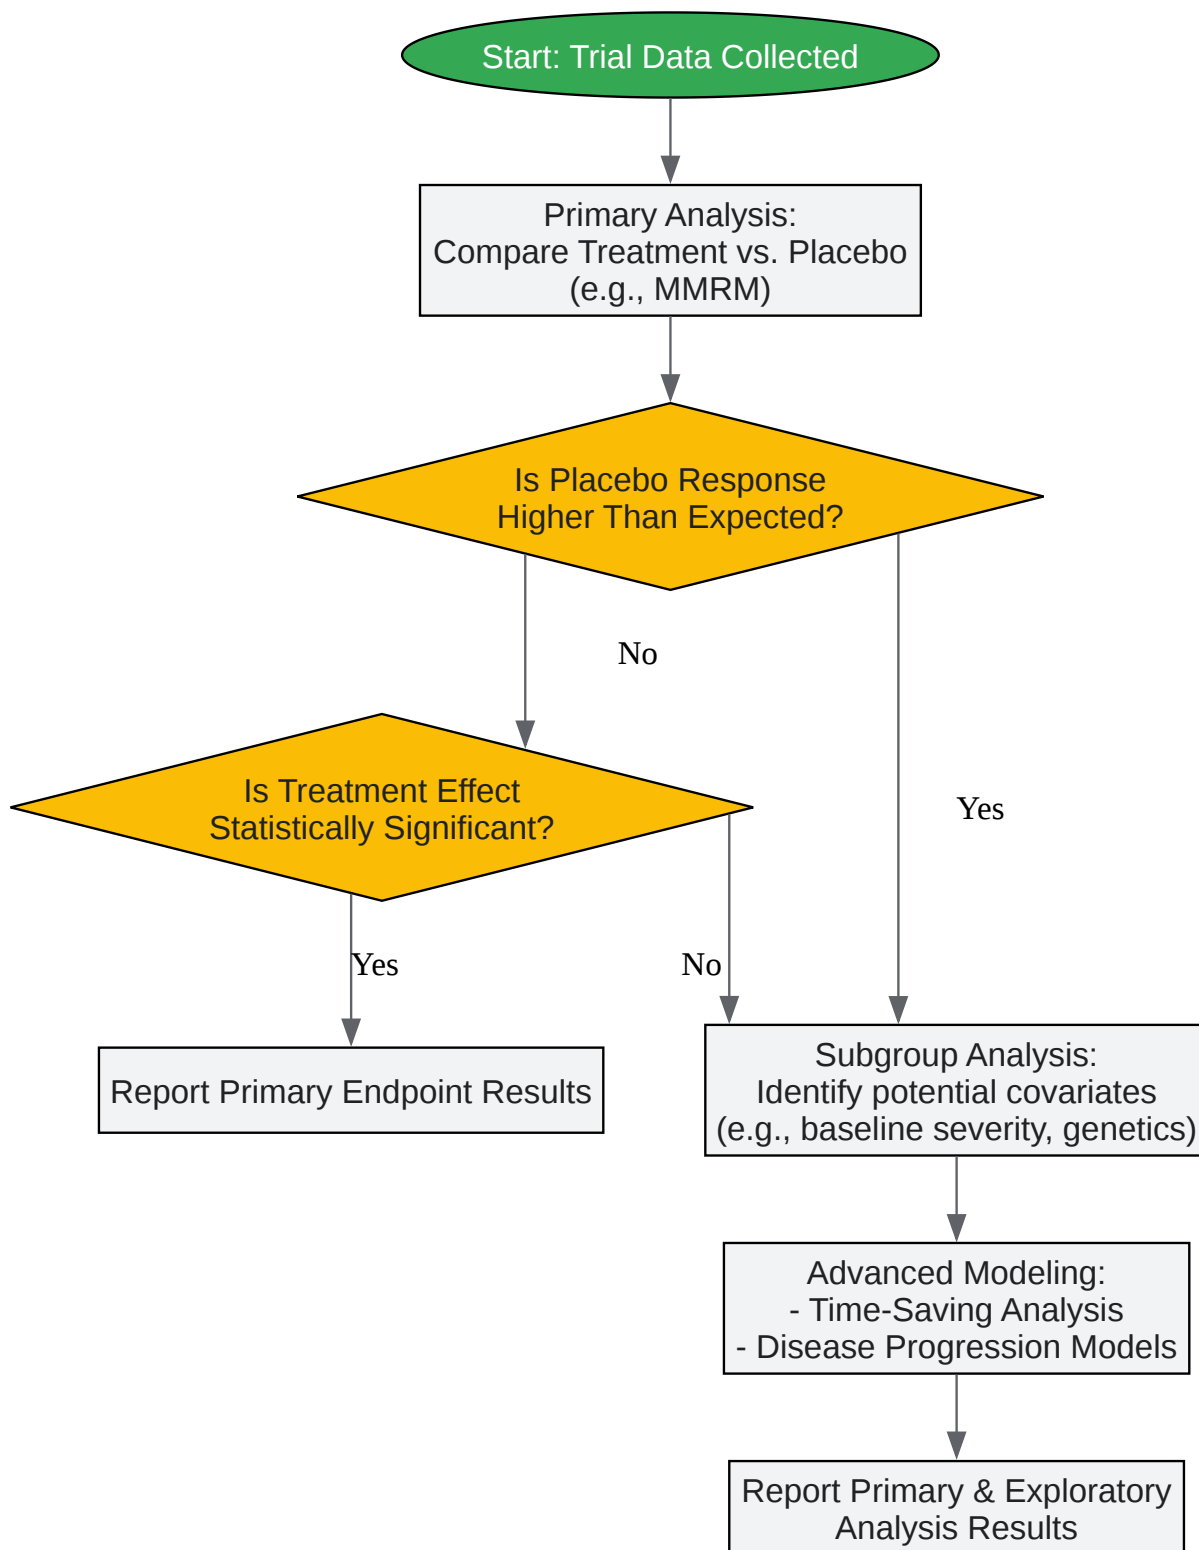 Start: Trial Data Collected
Primary Analysis:
Compare Treatment vs. Placebo
(e.g., MMRM)
Is Placebo Response
Higher Than Expected?
No
Is Treatment Effect
Statistically Significant?
Yes
Yes
No
Report Primary Endpoint Results
Subgroup Analysis:
Identify potential covariates
(e.g., baseline severity, genetics)
Advanced Modeling:
- Time-Saving Analysis
- Disease Progression Models
Report Primary & Exploratory
Analysis Results